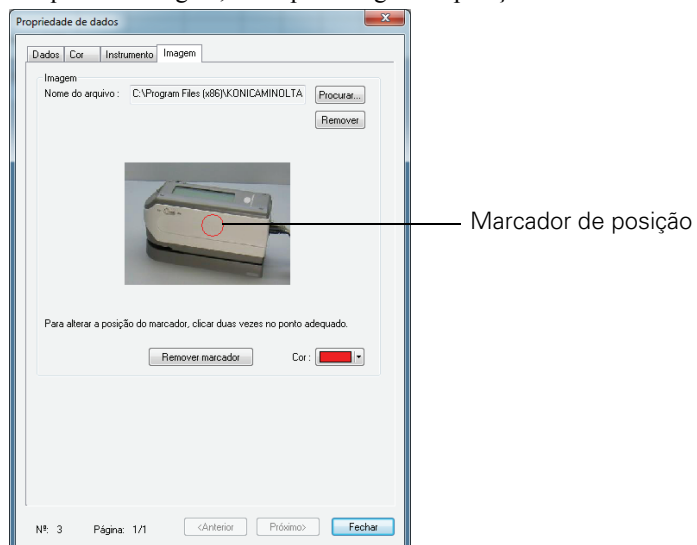 Propriedade de dados
Dados Cor Instrumento Imagem
Imagem
Nome do arquivo : C:\Program Files (x86)\KONICAMINOLTA Procurar...
Remover
Marcador de posição
Para alterar a posição do marcador, clicar duas vezes no ponto adequado.
Remover marcador Cor :
Nº: 3 Página: 1/1 <Anterior Próximo> Fechar